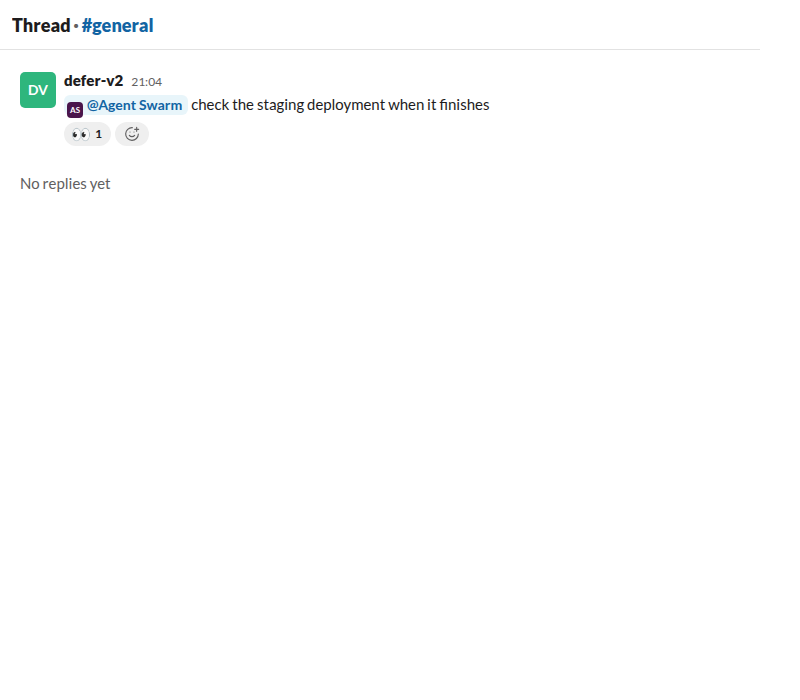 Thread • #general
DV
defer-v2 21:04
AS @Agent Swarm check the staging deployment when it finishes
👀 1
No replies yet